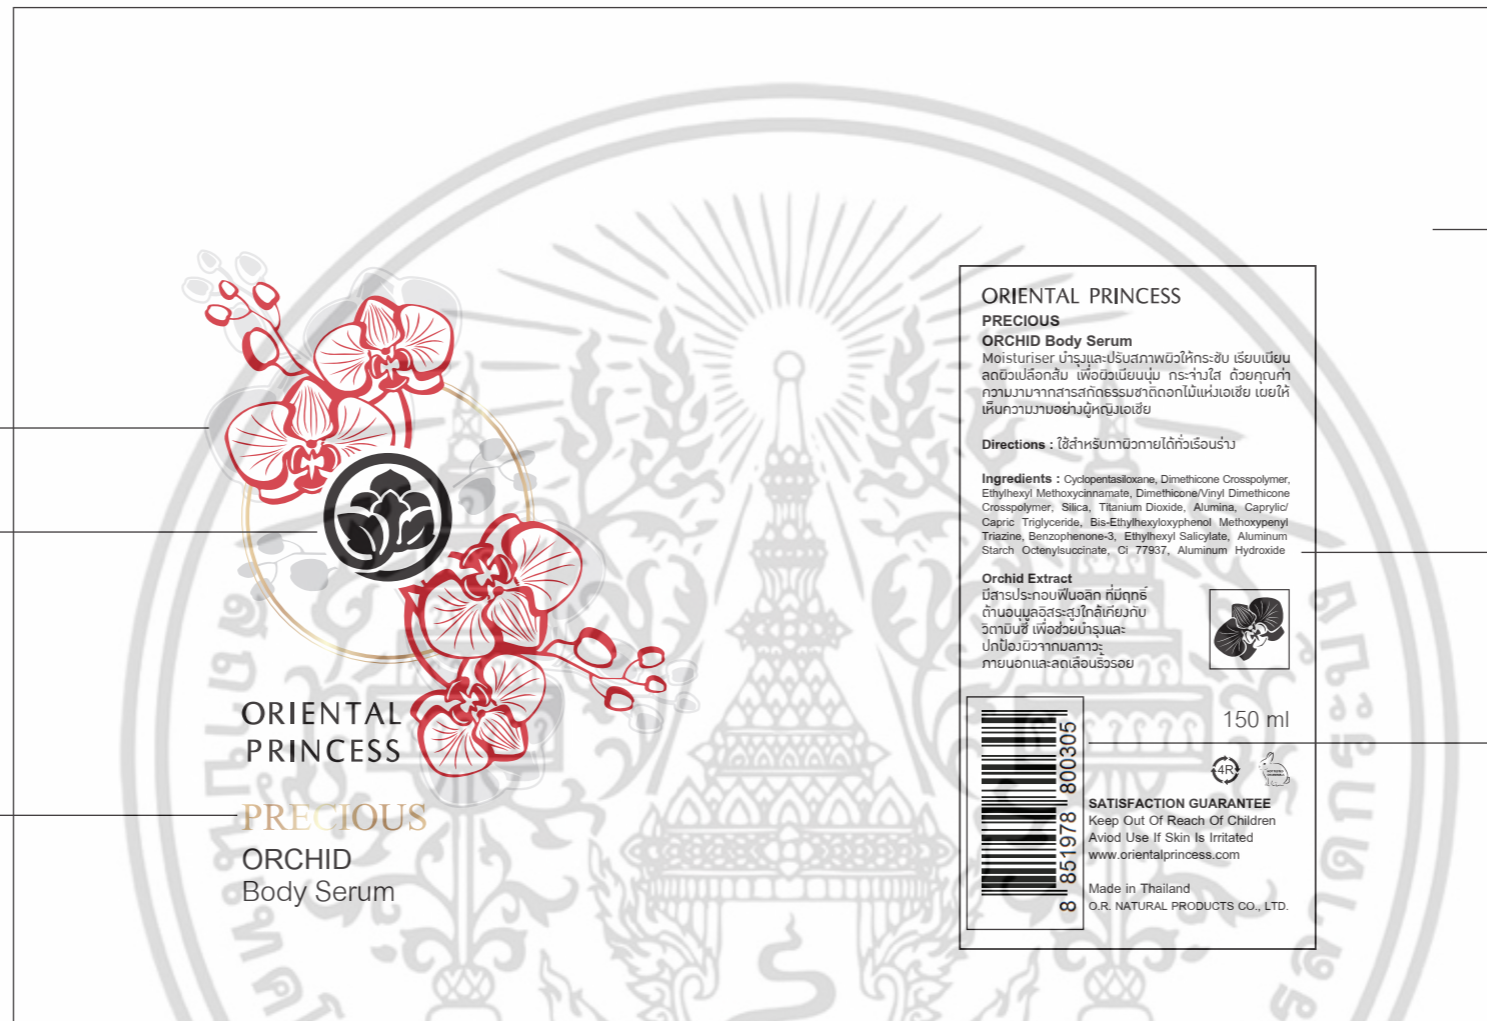 ORIENTAL
PRINCESS
PRECIOUS
ORCHID
Body Serum
ORIENTAL PRINCESS
PRECIOUS
ORCHID Body Serum
Moisturiser บำรุงและปรับสภาพผิวให้กระชับ เรียบเนียน
ลดผิวเปลือกส้ม เพื่อผิวเนียนนุ่ม กระจ่างใส ด้วยคุณค่า
ความงามจากสารสกัดธรรมชาติดอกไม้แห่งเอเชีย เผยให้
เห็นความงามอย่างผู้หญิงเอเชีย
Directions : ใช้สำหรับทาผิวกายได้ทั่วเรือนร่าง
Ingredients : Cyclopentasiloxane, Dimethicone Crosspolymer,
Ethylhexyl Methoxycinnamate, Dimethicone/Vinyl Dimethicone
Crosspolymer, Silica, Titanium Dioxide, Alumina, Caprylic/
Capric Triglyceride, Bis-Ethylhexyloxyphenol Methoxypenyl
Triazine, Benzophenone-3, Ethylhexyl Salicylate, Aluminum
Starch Octenylsuccinate, Ci 77937, Aluminum Hydroxide
Orchid Extract
มีสารประกอบฟีนอลิก ที่มีฤทธิ์
ต้านอนุมูลอิสระสูงใกล้เคียงกับ
วิตามินซี เพื่อช่วยบำรุงและ
ปกป้องผิวจากมลภาวะ
ภายนอกและลดเลือนริ้วรอย
150 ml
4R
8 851978 800305
SATISFACTION GUARANTEE
Keep Out Of Reach Of Children
Aviod Use If Skin Is Irritated
www.orientalprincess.com
Made in Thailand
O.R. NATURAL PRODUCTS CO., LTD.